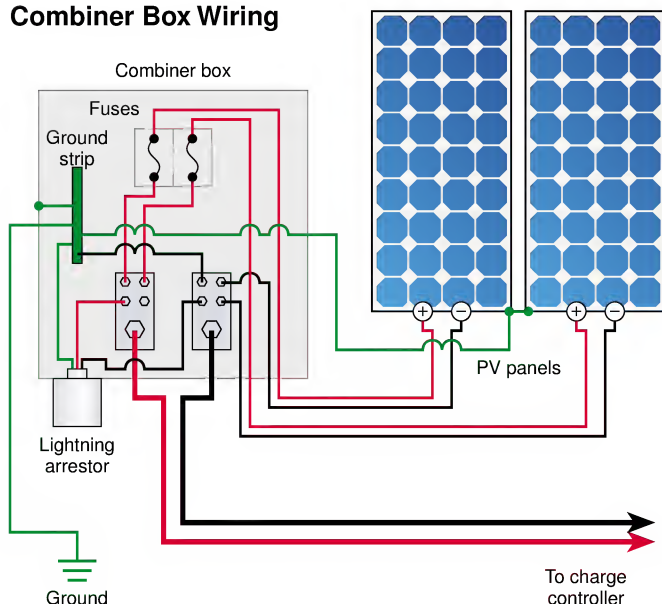 Combiner Box Wiring
Combiner box
Fuses
Ground
strip
+
−
+
−
PV panels
Lightning
arrestor
Ground
To charge
controller